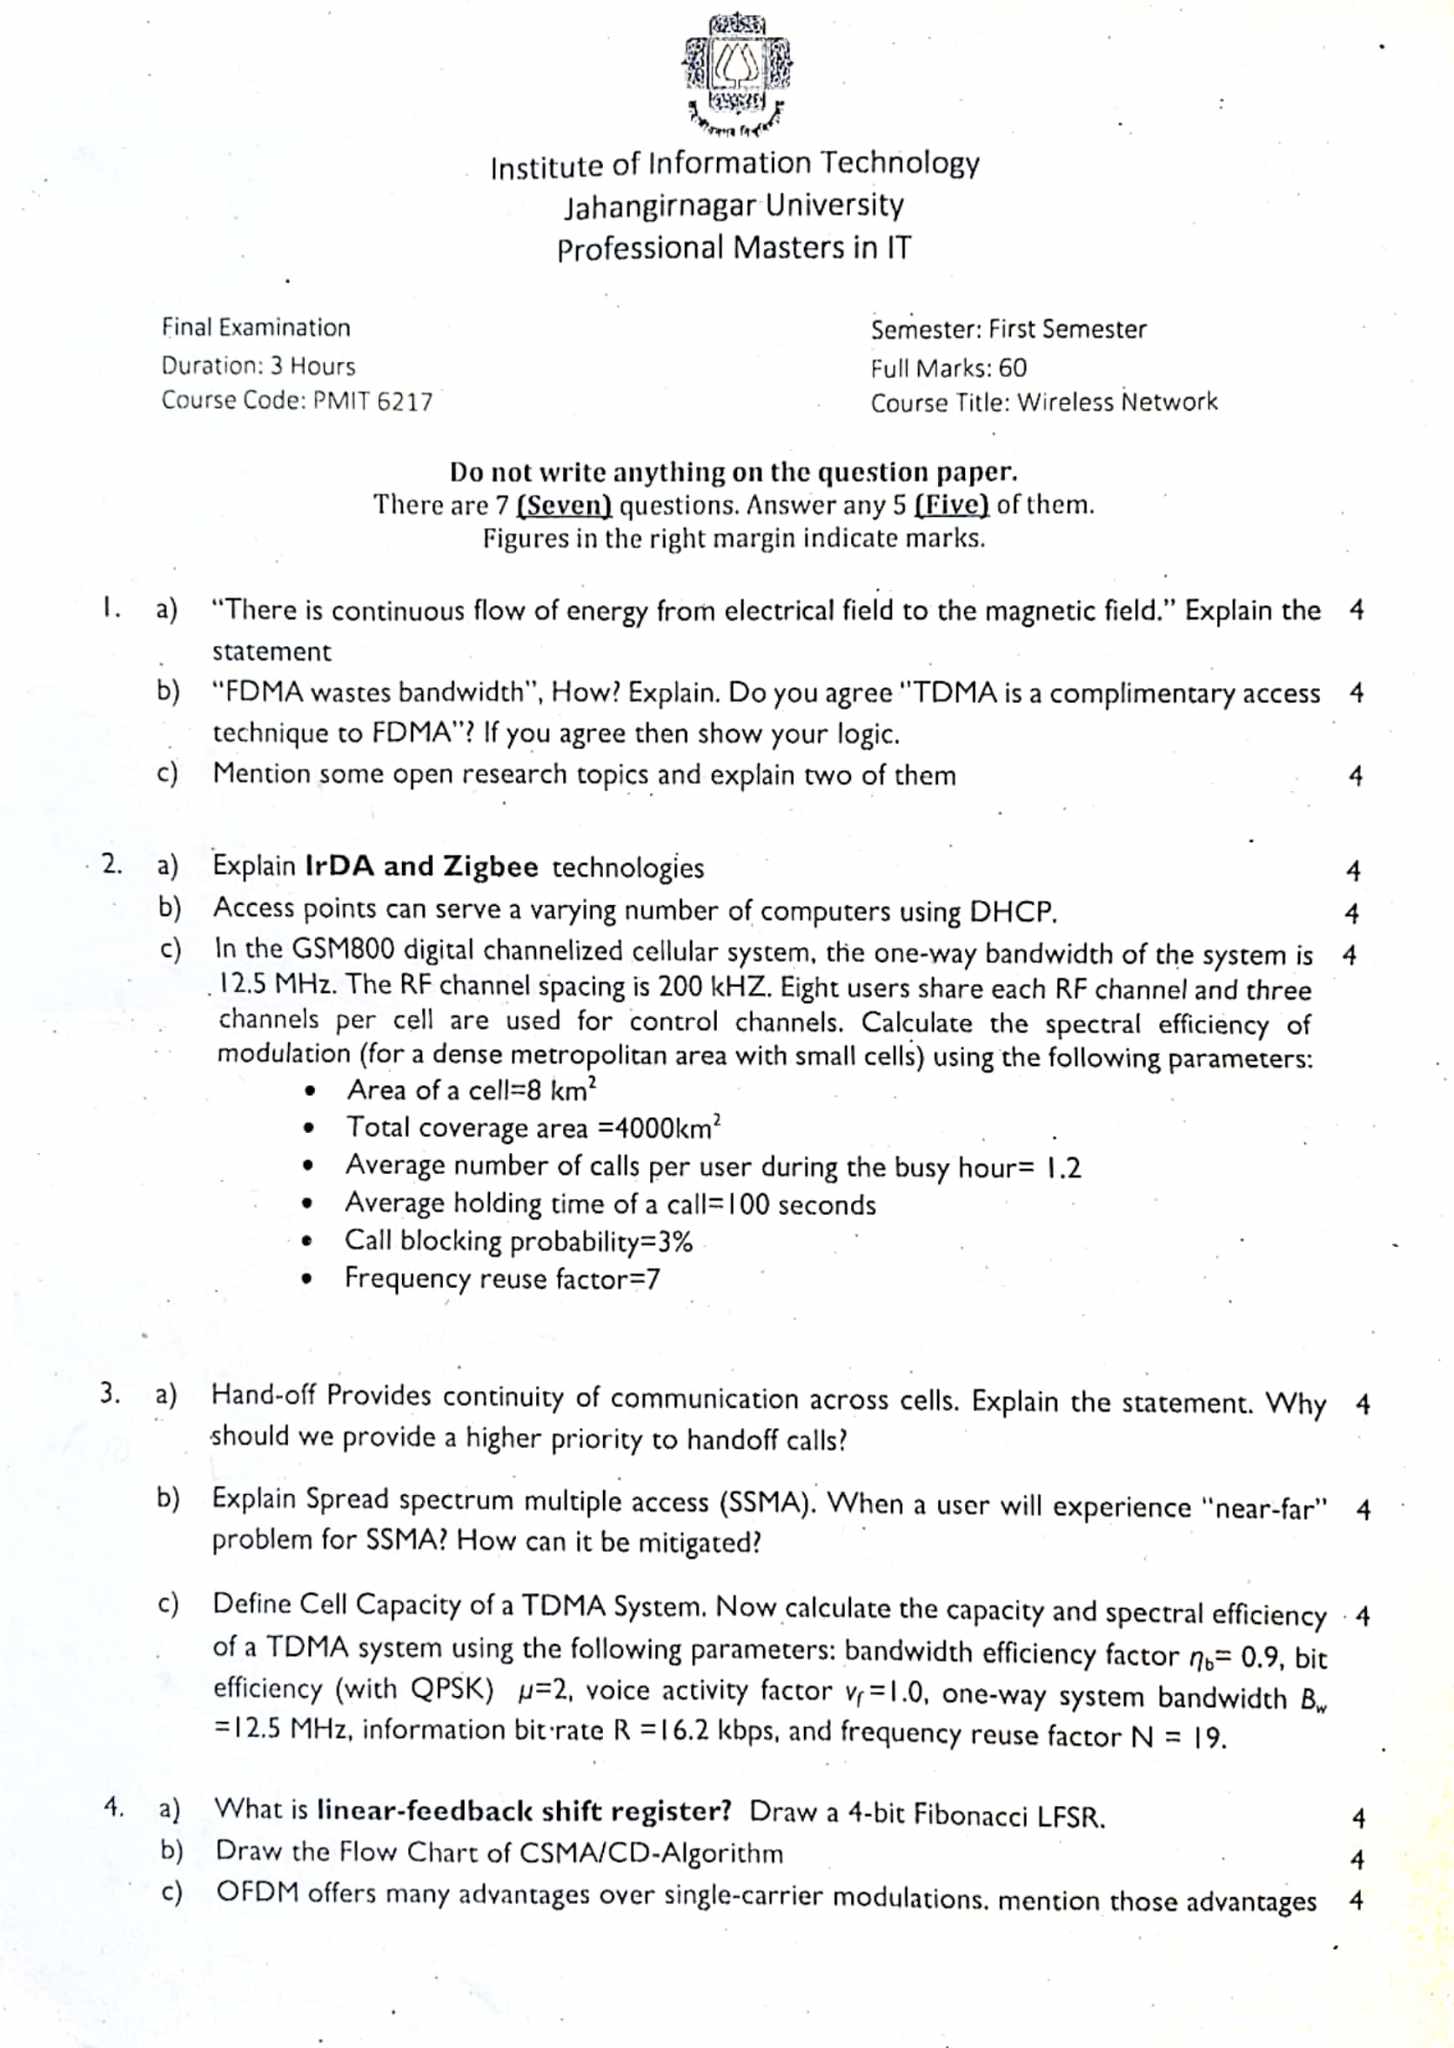 Institute of Information Technology
Jahangirnagar University
Professional Masters in IT
Final Examination
Semester: First Semester
Duration: 3 Hours
Full Marks: 60
Course Code: PMIT 6217
Course Title: Wireless Network
Do not write anything on the question paper.
There are 7 (Seven) questions. Answer any 5 (Five) of them.
Figures in the right margin indicate marks.
1. a) "There is continuous flow of energy from electrical field to the magnetic field." Explain the 4
statement
b) "FDMA wastes bandwidth", How? Explain. Do you agree "TDMA is a complimentary access 4
technique to FDMA"? If you agree then show your logic.
c) Mention some open research topics and explain two of them 4
2. a) Explain IrDA and Zigbee technologies 4
b) Access points can serve a varying number of computers using DHCP. 4
c) In the GSM800 digital channelized cellular system, the one-way bandwidth of the system is 4
12.5 MHz. The RF channel spacing is 200 kHZ. Eight users share each RF channel and three
channels per cell are used for control channels. Calculate the spectral efficiency of
modulation (for a dense metropolitan area with small cells) using the following parameters:
• Area of a cell=8 km²
• Total coverage area =4000km²
• Average number of calls per user during the busy hour= 1.2
• Average holding time of a call=100 seconds
• Call blocking probability=3%
• Frequency reuse factor=7
3. a) Hand-off Provides continuity of communication across cells. Explain the statement. Why 4
should we provide a higher priority to handoff calls?
b) Explain Spread spectrum multiple access (SSMA). When a user will experience "near-far" 4
problem for SSMA? How can it be mitigated?
c) Define Cell Capacity of a TDMA System. Now calculate the capacity and spectral efficiency 4
of a TDMA system using the following parameters: bandwidth efficiency factor η_b= 0.9, bit
efficiency (with QPSK) μ=2, voice activity factor v_f=1.0, one-way system bandwidth B_w
=12.5 MHz, information bit rate R =16.2 kbps, and frequency reuse factor N = 19.
4. a) What is linear-feedback shift register? Draw a 4-bit Fibonacci LFSR. 4
b) Draw the Flow Chart of CSMA/CD-Algorithm 4
c) OFDM offers many advantages over single-carrier modulations. mention those advantages 4